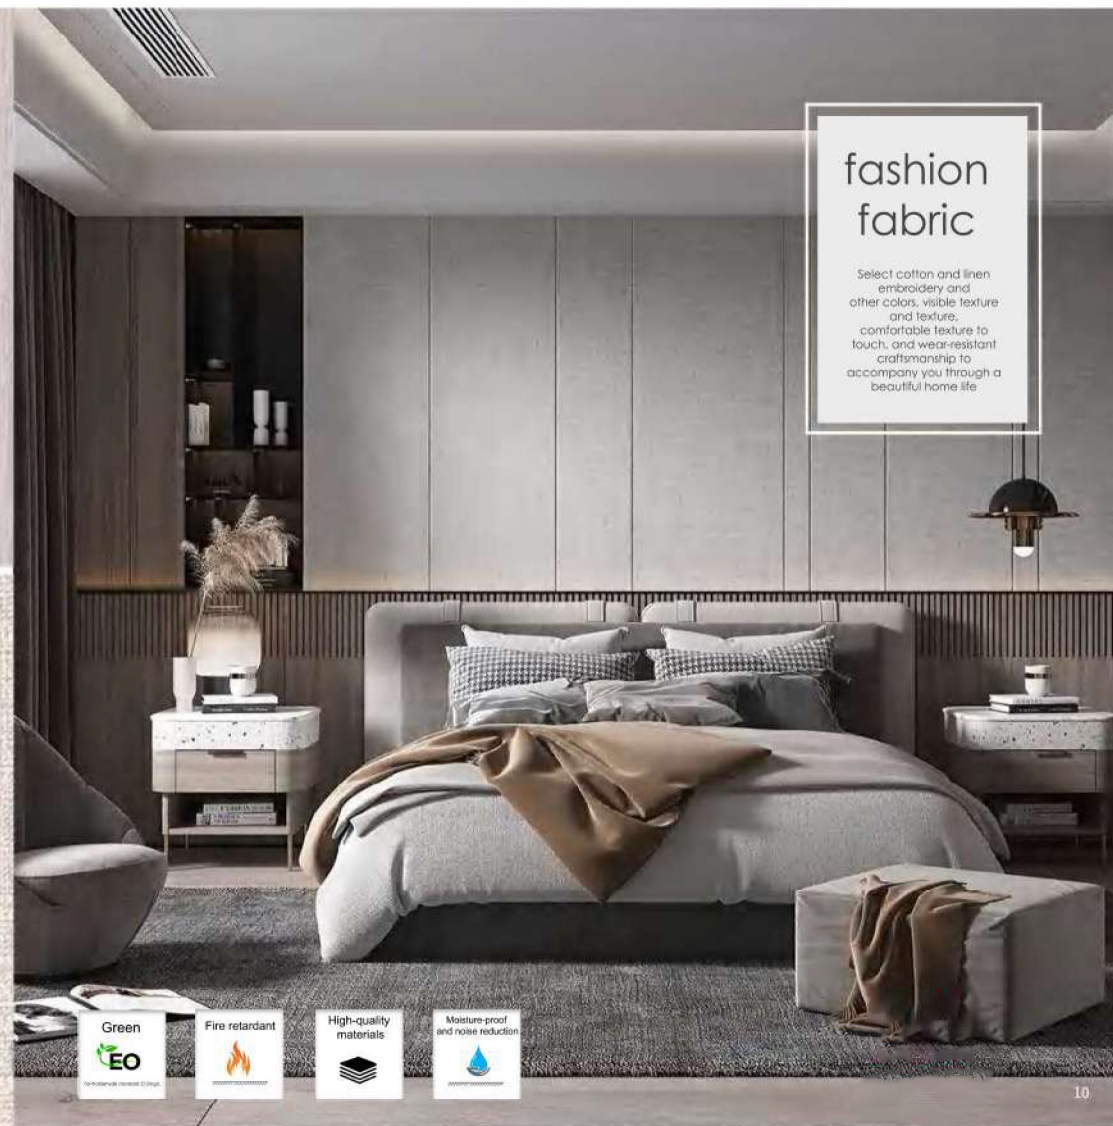 fashion
fabric
Select cotton and linen
embroidery and
other colors, visible texture
and texture,
comfortable texture to
touch, and wear-resistant
craftsmanship to
accompany you through a
beautiful home life
Green
EO
Fire retardant
High-quality
materials
Moisture-proof
and noise reduction
10